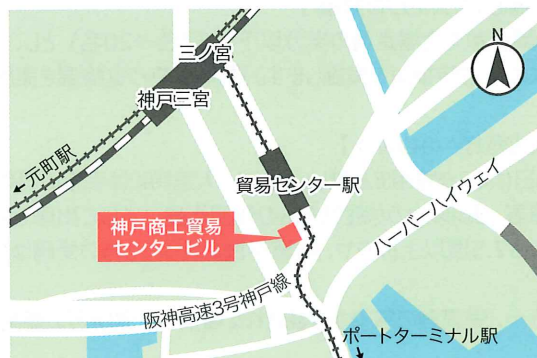 N
三ノ宮
神戸三宮
元町駅
貿易センター駅
神戸商工貿易
センタービル
ハーバーハイウェイ
阪神高速3号神戸線
ポートターミナル駅